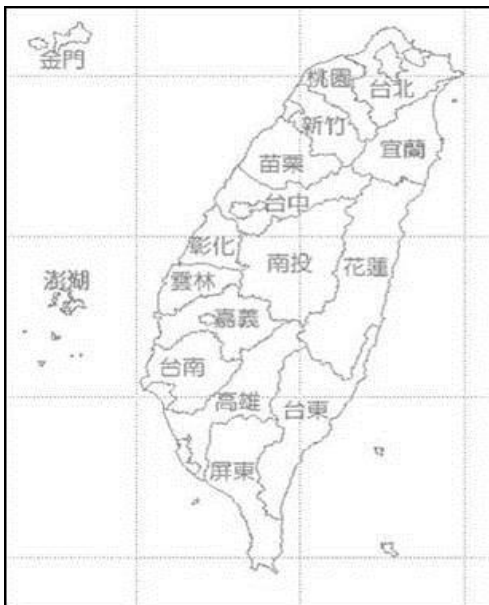 金門
桃園
台北
新竹
宜蘭
苗栗
台中
彰化
南投
花蓮
澎湖
雲林
嘉義
台南
高雄
台東
屏東